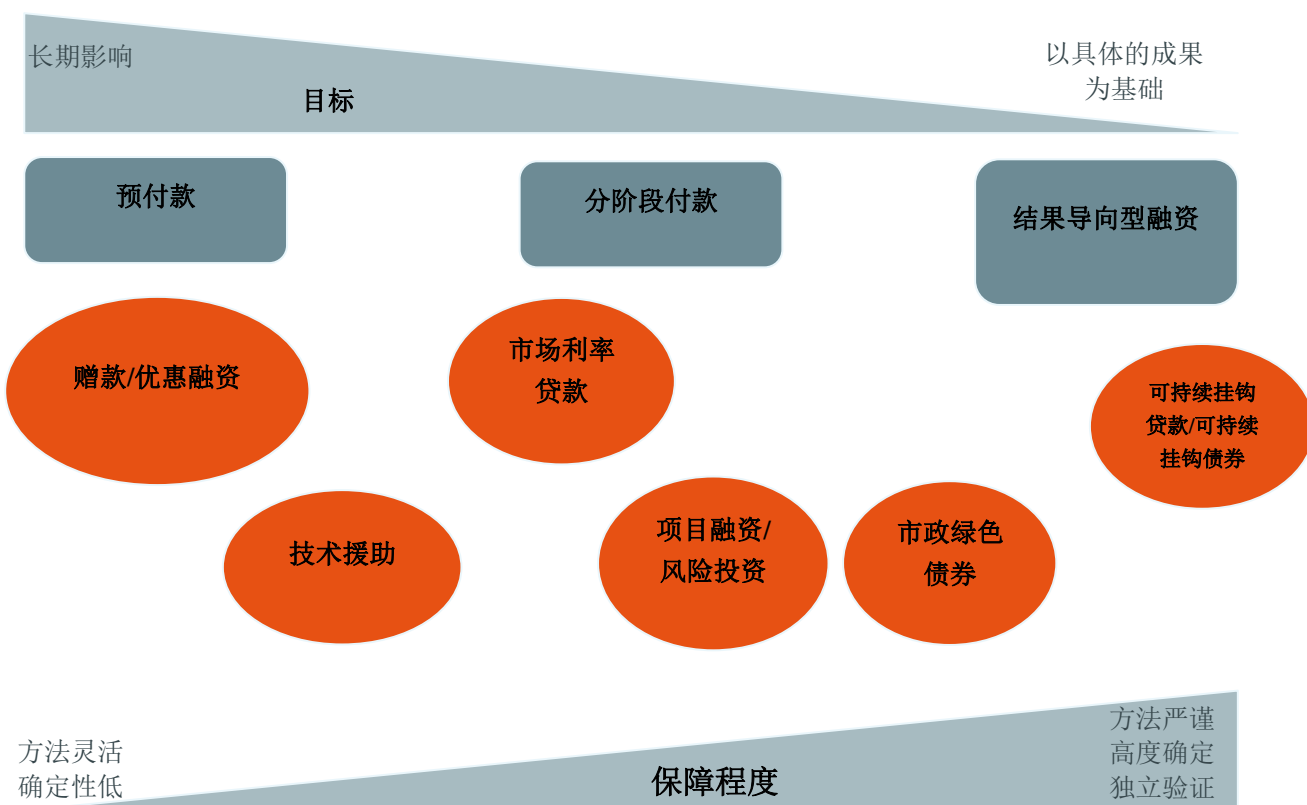 长期影响
以具体的成果
为基础
目标
预付款
分阶段付款
结果导向型融资
赠款/优惠融资
市场利率
贷款
可持续挂钩
贷款/可持续
挂钩债券
技术援助
项目融资/
风险投资
市政绿色
债券
方法灵活
确定性低
保障程度
方法严谨
高度确定
独立验证